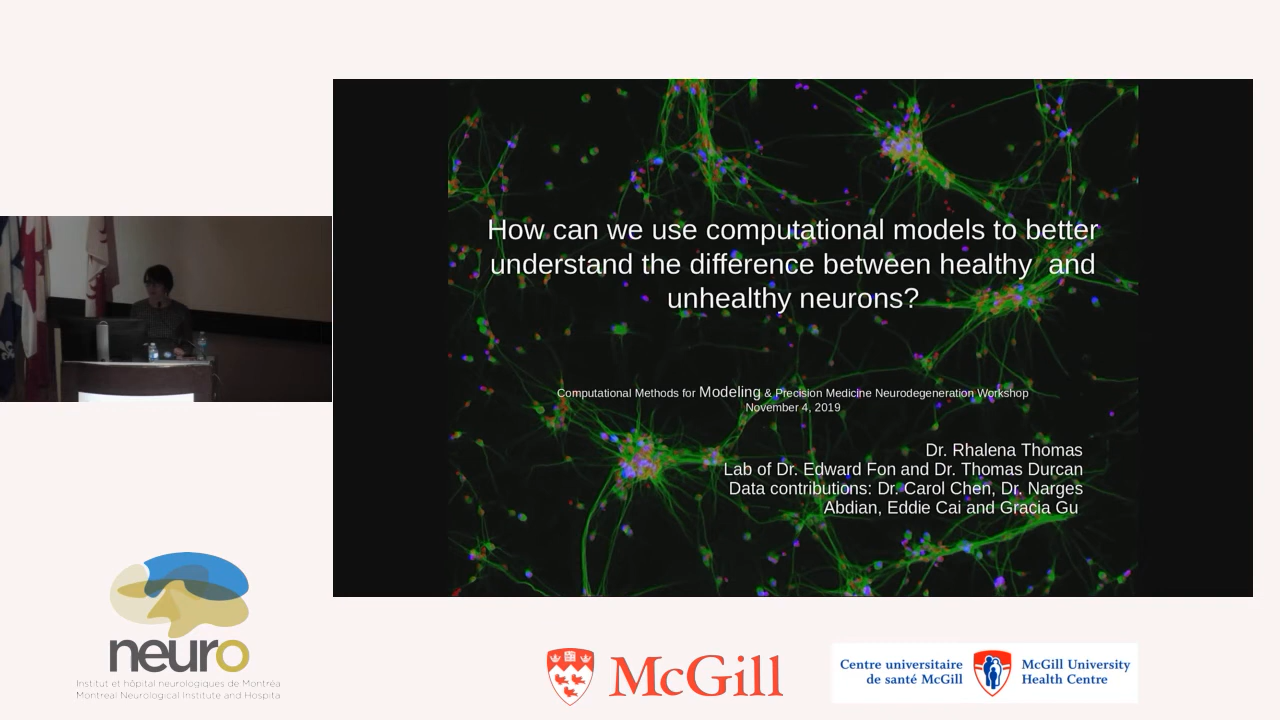 How can we use computational models to better
understand the difference between healthy and
unhealthy neurons?
Computational Methods for Modeling & Precision Medicine Neurodegeneration Workshop
November 4, 2019
Dr. Rhalena Thomas
Lab of Dr. Edward Fon and Dr. Thomas Durcan
Data contributions: Dr. Carol Chen, Dr. Narges
Abdian, Eddie Cai and Gracia Gu
neuro
Institut et hôpital neurologiques de Montréa
Montreal Neurological Institute and Hospita
McGill
Centre universitaire
de santé McGill
McGill University
Health Centre